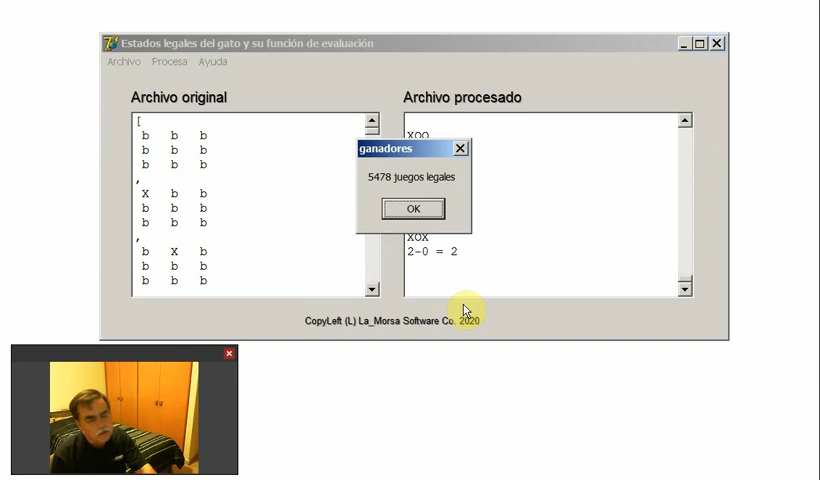 Estados legales del gato y su función de evaluación
Archivo Procesa Ayuda
Archivo original
[
b b b
b b b
b b b
,
X b b
b b b
b b b
,
b X b
b b b
b b b
Archivo procesado
XOO
ganadores
5478 juegos legales
OK
XOX
2-0 = 2
CopyLeft (L) La_Morsa Software Co. 2020